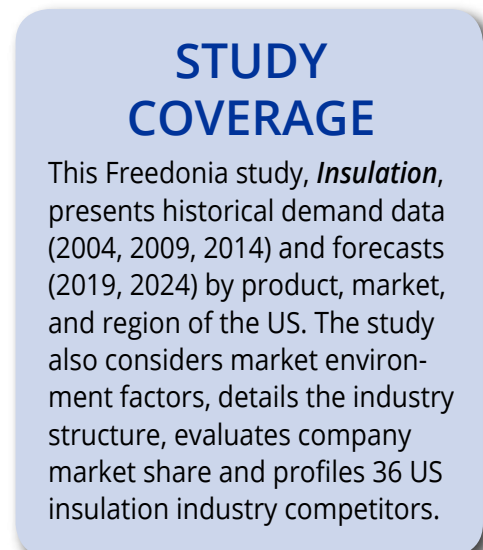 STUDY
COVERAGE
This Freedonia study, Insulation,
presents historical demand data
(2004, 2009, 2014) and forecasts
(2019, 2024) by product, market,
and region of the US. The study
also considers market environ-
ment factors, details the industry
structure, evaluates company
market share and profiles 36 US
insulation industry competitors.